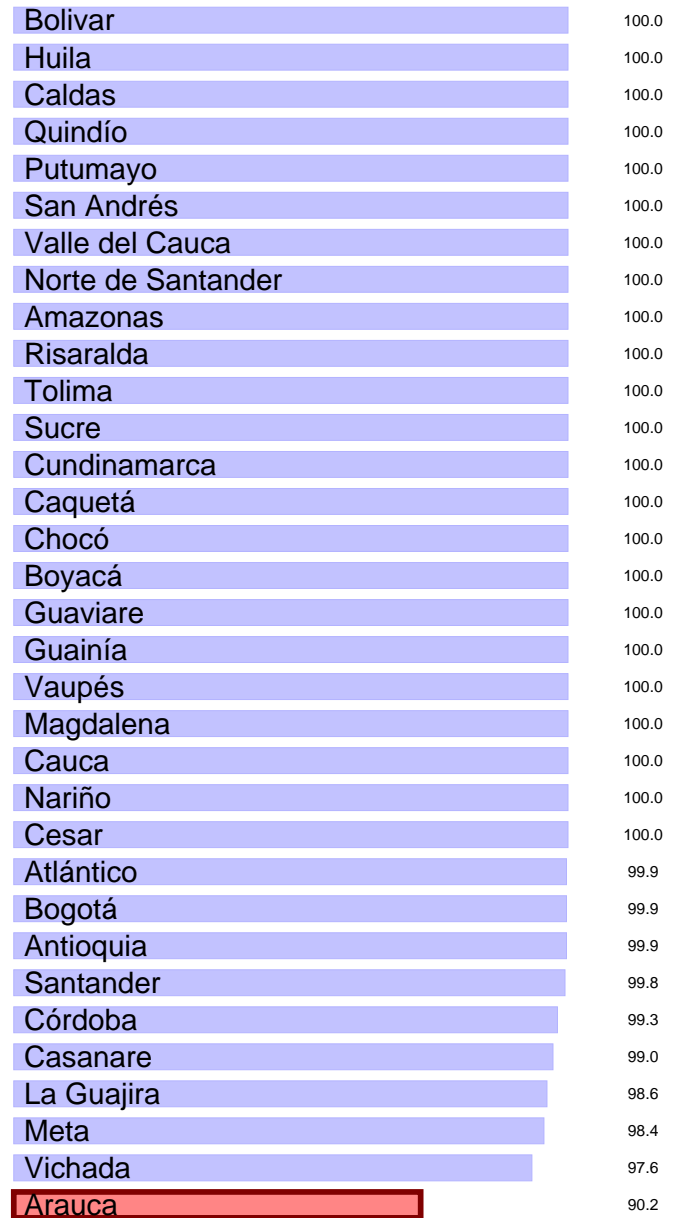 Bolivar 100.0
Huila 100.0
Caldas 100.0
Quindío 100.0
Putumayo 100.0
San Andrés 100.0
Valle del Cauca 100.0
Norte de Santander 100.0
Amazonas 100.0
Risaralda 100.0
Tolima 100.0
Sucre 100.0
Cundinamarca 100.0
Caquetá 100.0
Chocó 100.0
Boyacá 100.0
Guaviare 100.0
Guainía 100.0
Vaupés 100.0
Magdalena 100.0
Cauca 100.0
Nariño 100.0
Cesar 100.0
Atlántico 99.9
Bogotá 99.9
Antioquia 99.9
Santander 99.8
Córdoba 99.3
Casanare 99.0
La Guajira 98.6
Meta 98.4
Vichada 97.6
Arauca 90.2